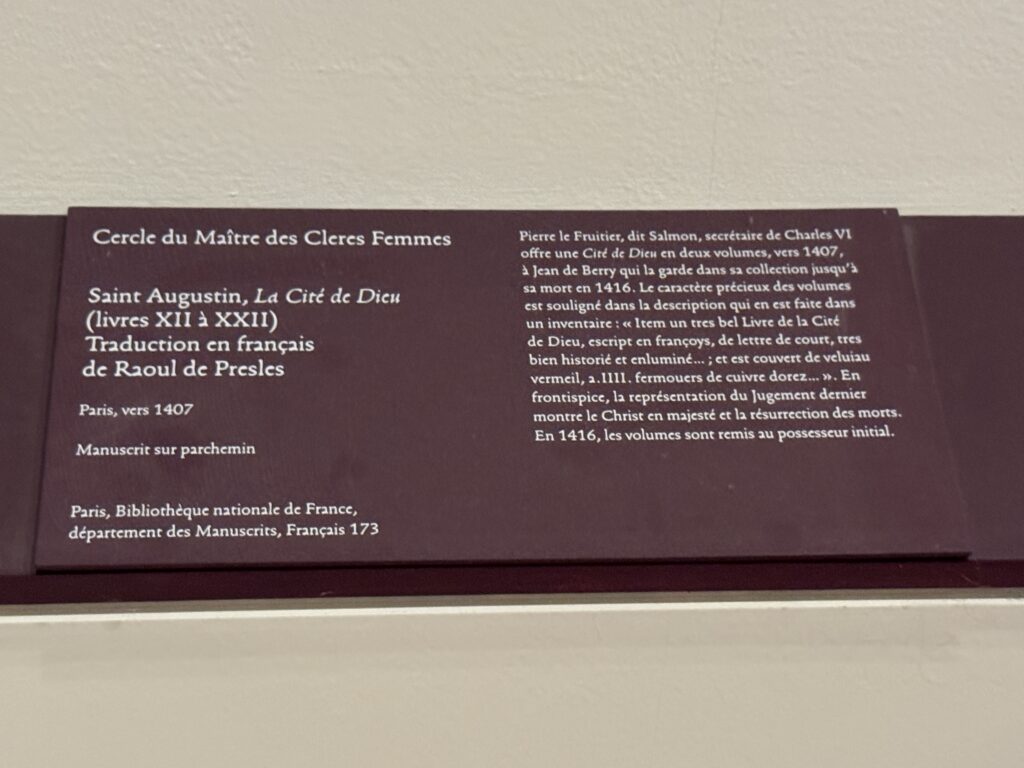 Cercle du Maître des Cleres Femmes
Saint Augustin, La Cité de Dieu
(livres XII à XXII)
Traduction en français
de Raoul de Presles
Paris, vers 1407
Manuscrit sur parchemin
Paris, Bibliothèque nationale de France,
département des Manuscrits, Français 173
Pierre le Fruitier, dit Salmon, secrétaire de Charles VI
offre une Cité de Dieu en deux volumes, vers 1407,
à Jean de Berry qui la garde dans sa collection jusqu'à
sa mort en 1416. Le caractère précieux des volumes
est souligné dans la description qui en est faite dans
un inventaire : « Item un tres bel Livre de la Cité
de Dieu, escript en françoys, de lettre de court, tres
bien historié et enluminé... ; et est couvert de veluiau
vermeil, a.IIII. fermouers de cuivre dorez... ». En
frontispice, la représentation du Jugement dernier
montre le Christ en majesté et la résurrection des morts.
En 1416, les volumes sont remis au possesseur initial.